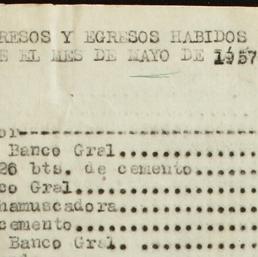 RESOS Y EGRESOS HABIDOS
E EL MES DE MAYO DE 1957
or----------------------
Banco Gral..............
26 bts. de cemento......
co Gral.................
hamuscadora.............
cemento.................
Banco Gral. ............